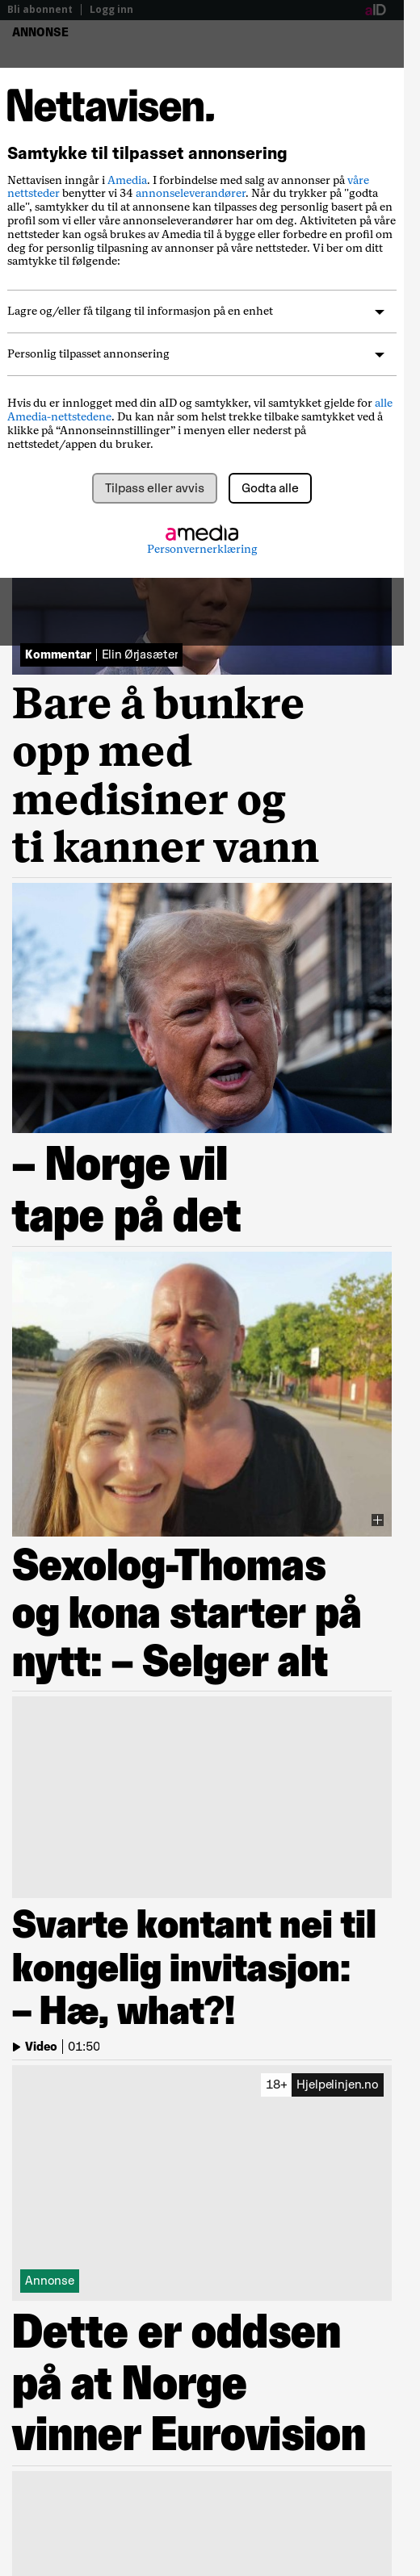 Bli abonnent | Logg inn
aID
ANNONSE
Nettavisen.
Samtykke til tilpasset annonsering
Nettavisen inngår i Amedia. I forbindelse med salg av annonser på våre
nettsteder benytter vi 34 annonseleverandører. Når du trykker på "godta
alle", samtykker du til at annonsene kan tilpasses deg personlig basert på en
profil som vi eller våre annonseleverandører har om deg. Aktiviteten på våre
nettsteder kan også brukes av Amedia til å bygge eller forbedre en profil om
deg for personlig tilpasning av annonser på våre nettsteder. Vi ber om ditt
samtykke til følgende:
Lagre og/eller få tilgang til informasjon på en enhet
Personlig tilpasset annonsering
Hvis du er innlogget med din aID og samtykker, vil samtykket gjelde for alle
Amedia-nettstedene. Du kan når som helst trekke tilbake samtykket ved å
klikke på “Annonseinnstillinger” i menyen eller nederst på
nettstedet/appen du bruker.
Tilpass eller avvis
Godta alle
amedia
Personvernerklæring
Kommentar | Elin Ørjasæter
Bare å bunkre
opp med
medisiner og
ti kanner vann
– Norge vil
tape på det
Sexolog-Thomas
og kona starter på
nytt: – Selger alt
Svarte kontant nei til
kongelig invitasjon:
– Hæ, what?!
Video | 01:50
18+ Hjelpelinjen.no
Annonse
Dette er oddsen
på at Norge
vinner Eurovision